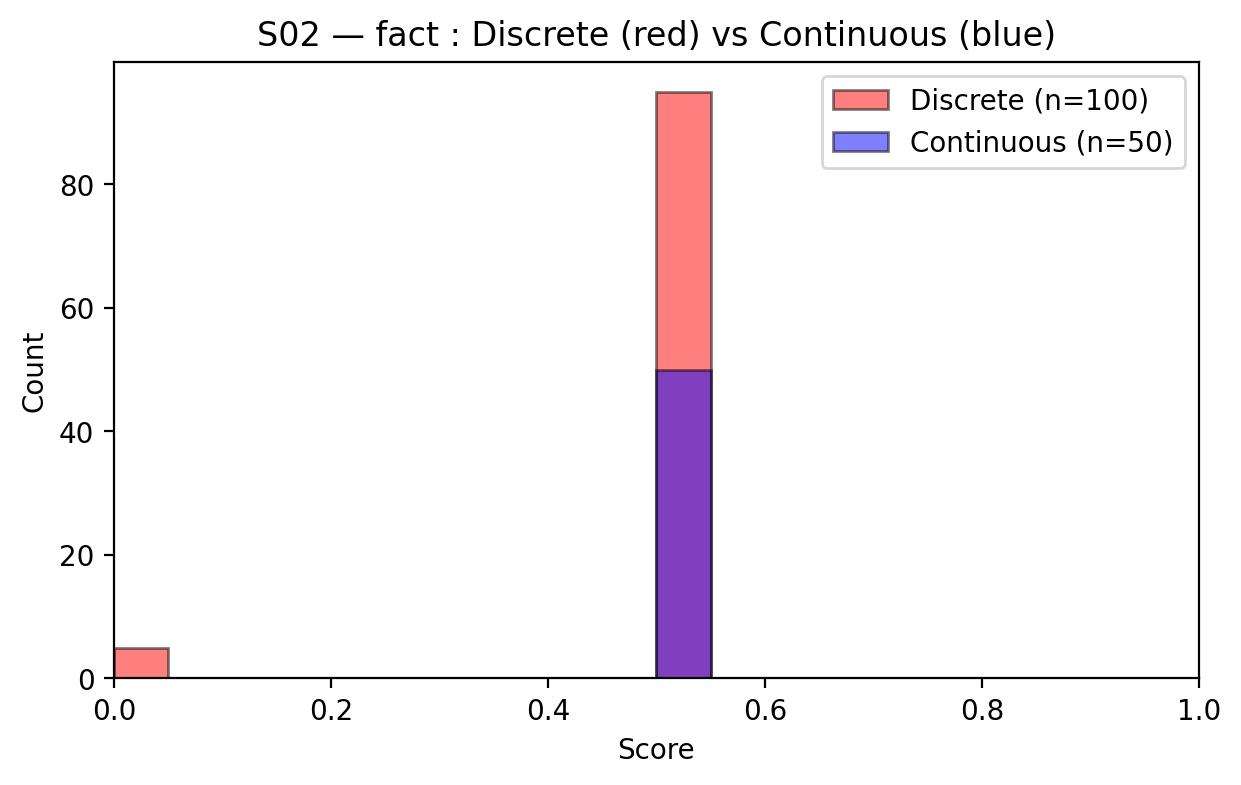 S02 — fact : Discrete (red) vs Continuous (blue)
Discrete (n=100)
Continuous (n=50)
80
60
40
20
0
Count
0.0 0.2 0.4 0.6 0.8 1.0
Score